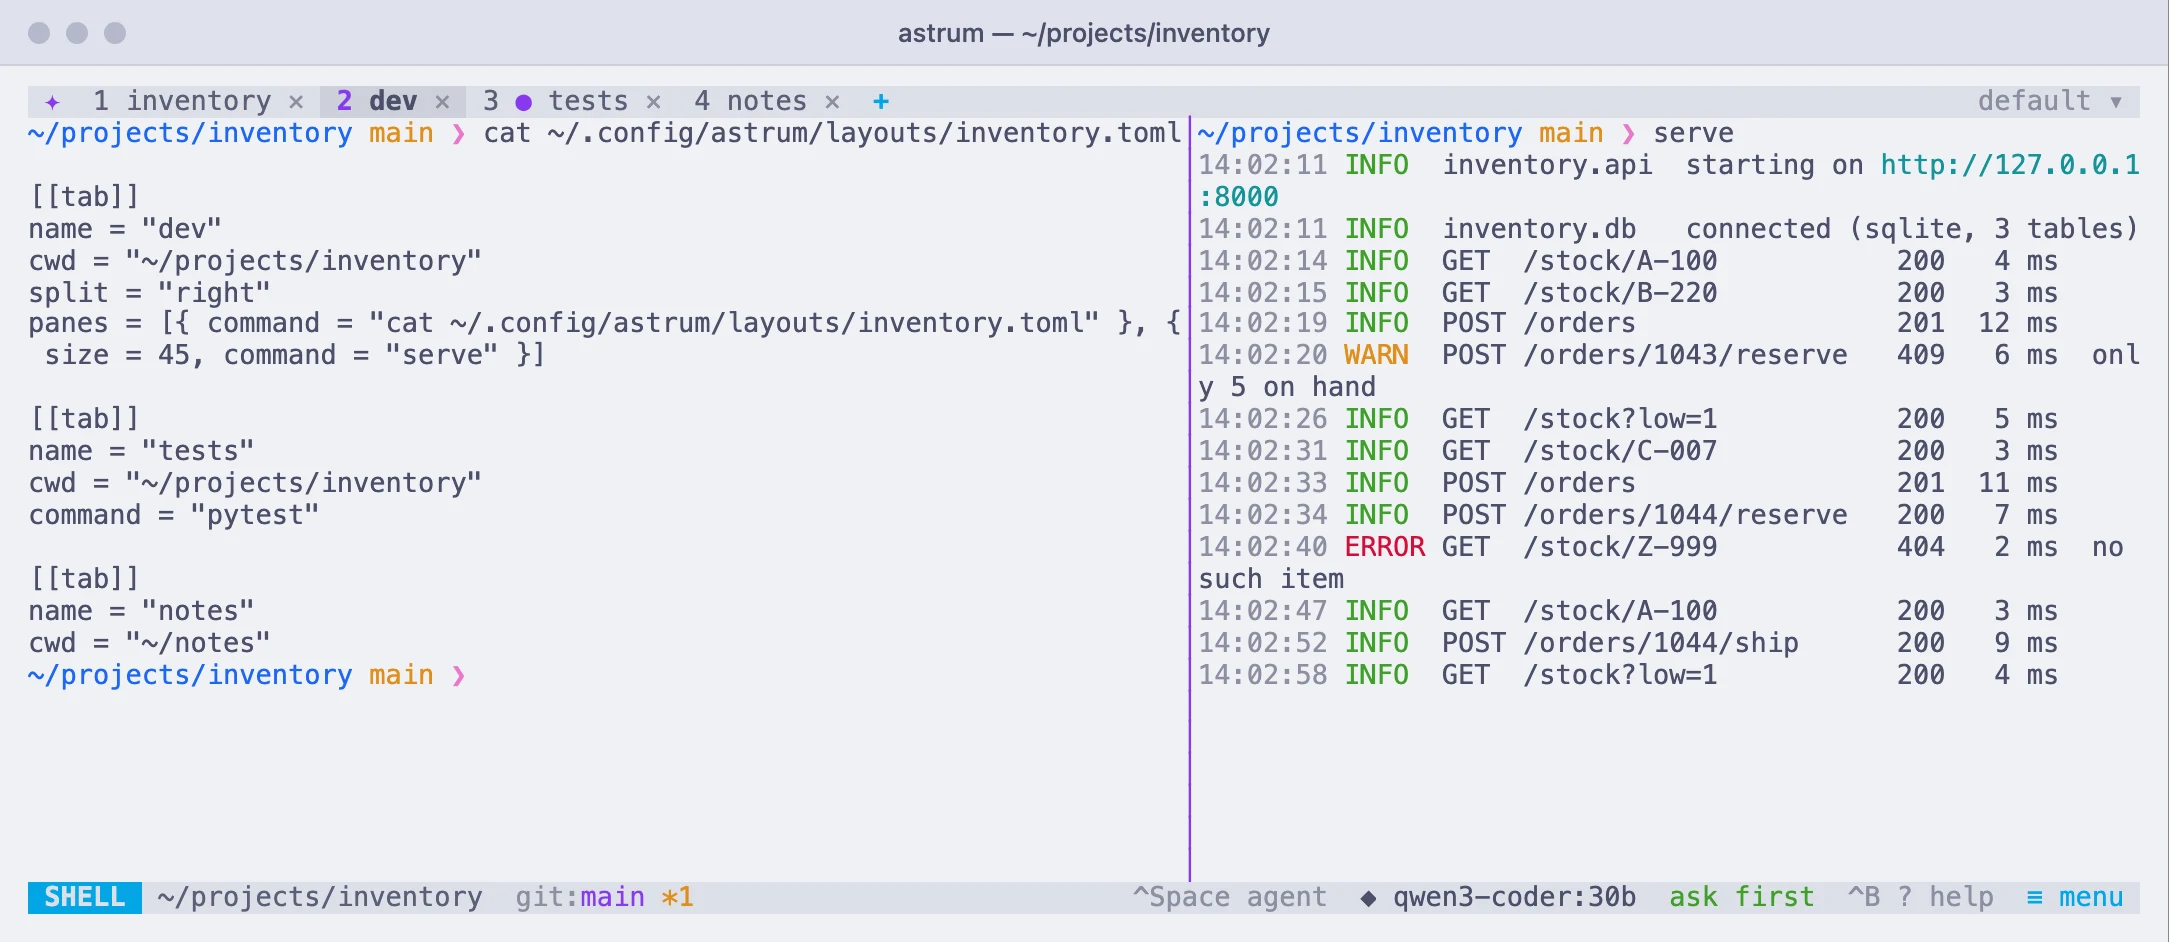 astrum — ~/projects/inventory
✦ 1 inventory × 2 dev × 3 ● tests × 4 notes × + default ▾
~/projects/inventory main ❯ cat ~/.config/astrum/layouts/inventory.toml
[[tab]]
name = "dev"
cwd = "~/projects/inventory"
split = "right"
panes = [{ command = "cat ~/.config/astrum/layouts/inventory.toml" }, {
 size = 45, command = "serve" }]
[[tab]]
name = "tests"
cwd = "~/projects/inventory"
command = "pytest"
[[tab]]
name = "notes"
cwd = "~/notes"
~/projects/inventory main ❯
~/projects/inventory main ❯ serve
14:02:11 INFO  inventory.api  starting on http://127.0.0.1
:8000
14:02:11 INFO  inventory.db   connected (sqlite, 3 tables)
14:02:14 INFO  GET  /stock/A-100           200   4 ms
14:02:15 INFO  GET  /stock/B-220           200   3 ms
14:02:19 INFO  POST /orders                201  12 ms
14:02:20 WARN  POST /orders/1043/reserve   409   6 ms  onl
y 5 on hand
14:02:26 INFO  GET  /stock?low=1           200   5 ms
14:02:31 INFO  GET  /stock/C-007           200   3 ms
14:02:33 INFO  POST /orders                201  11 ms
14:02:34 INFO  POST /orders/1044/reserve   200   7 ms
14:02:40 ERROR GET  /stock/Z-999           404   2 ms  no
such item
14:02:47 INFO  GET  /stock/A-100           200   3 ms
14:02:52 INFO  POST /orders/1044/ship      200   9 ms
14:02:58 INFO  GET  /stock?low=1           200   4 ms
SHELL ~/projects/inventory  git:main *1 ^Space agent  ◆ qwen3-coder:30b  ask first  ^B ? help  ≡ menu